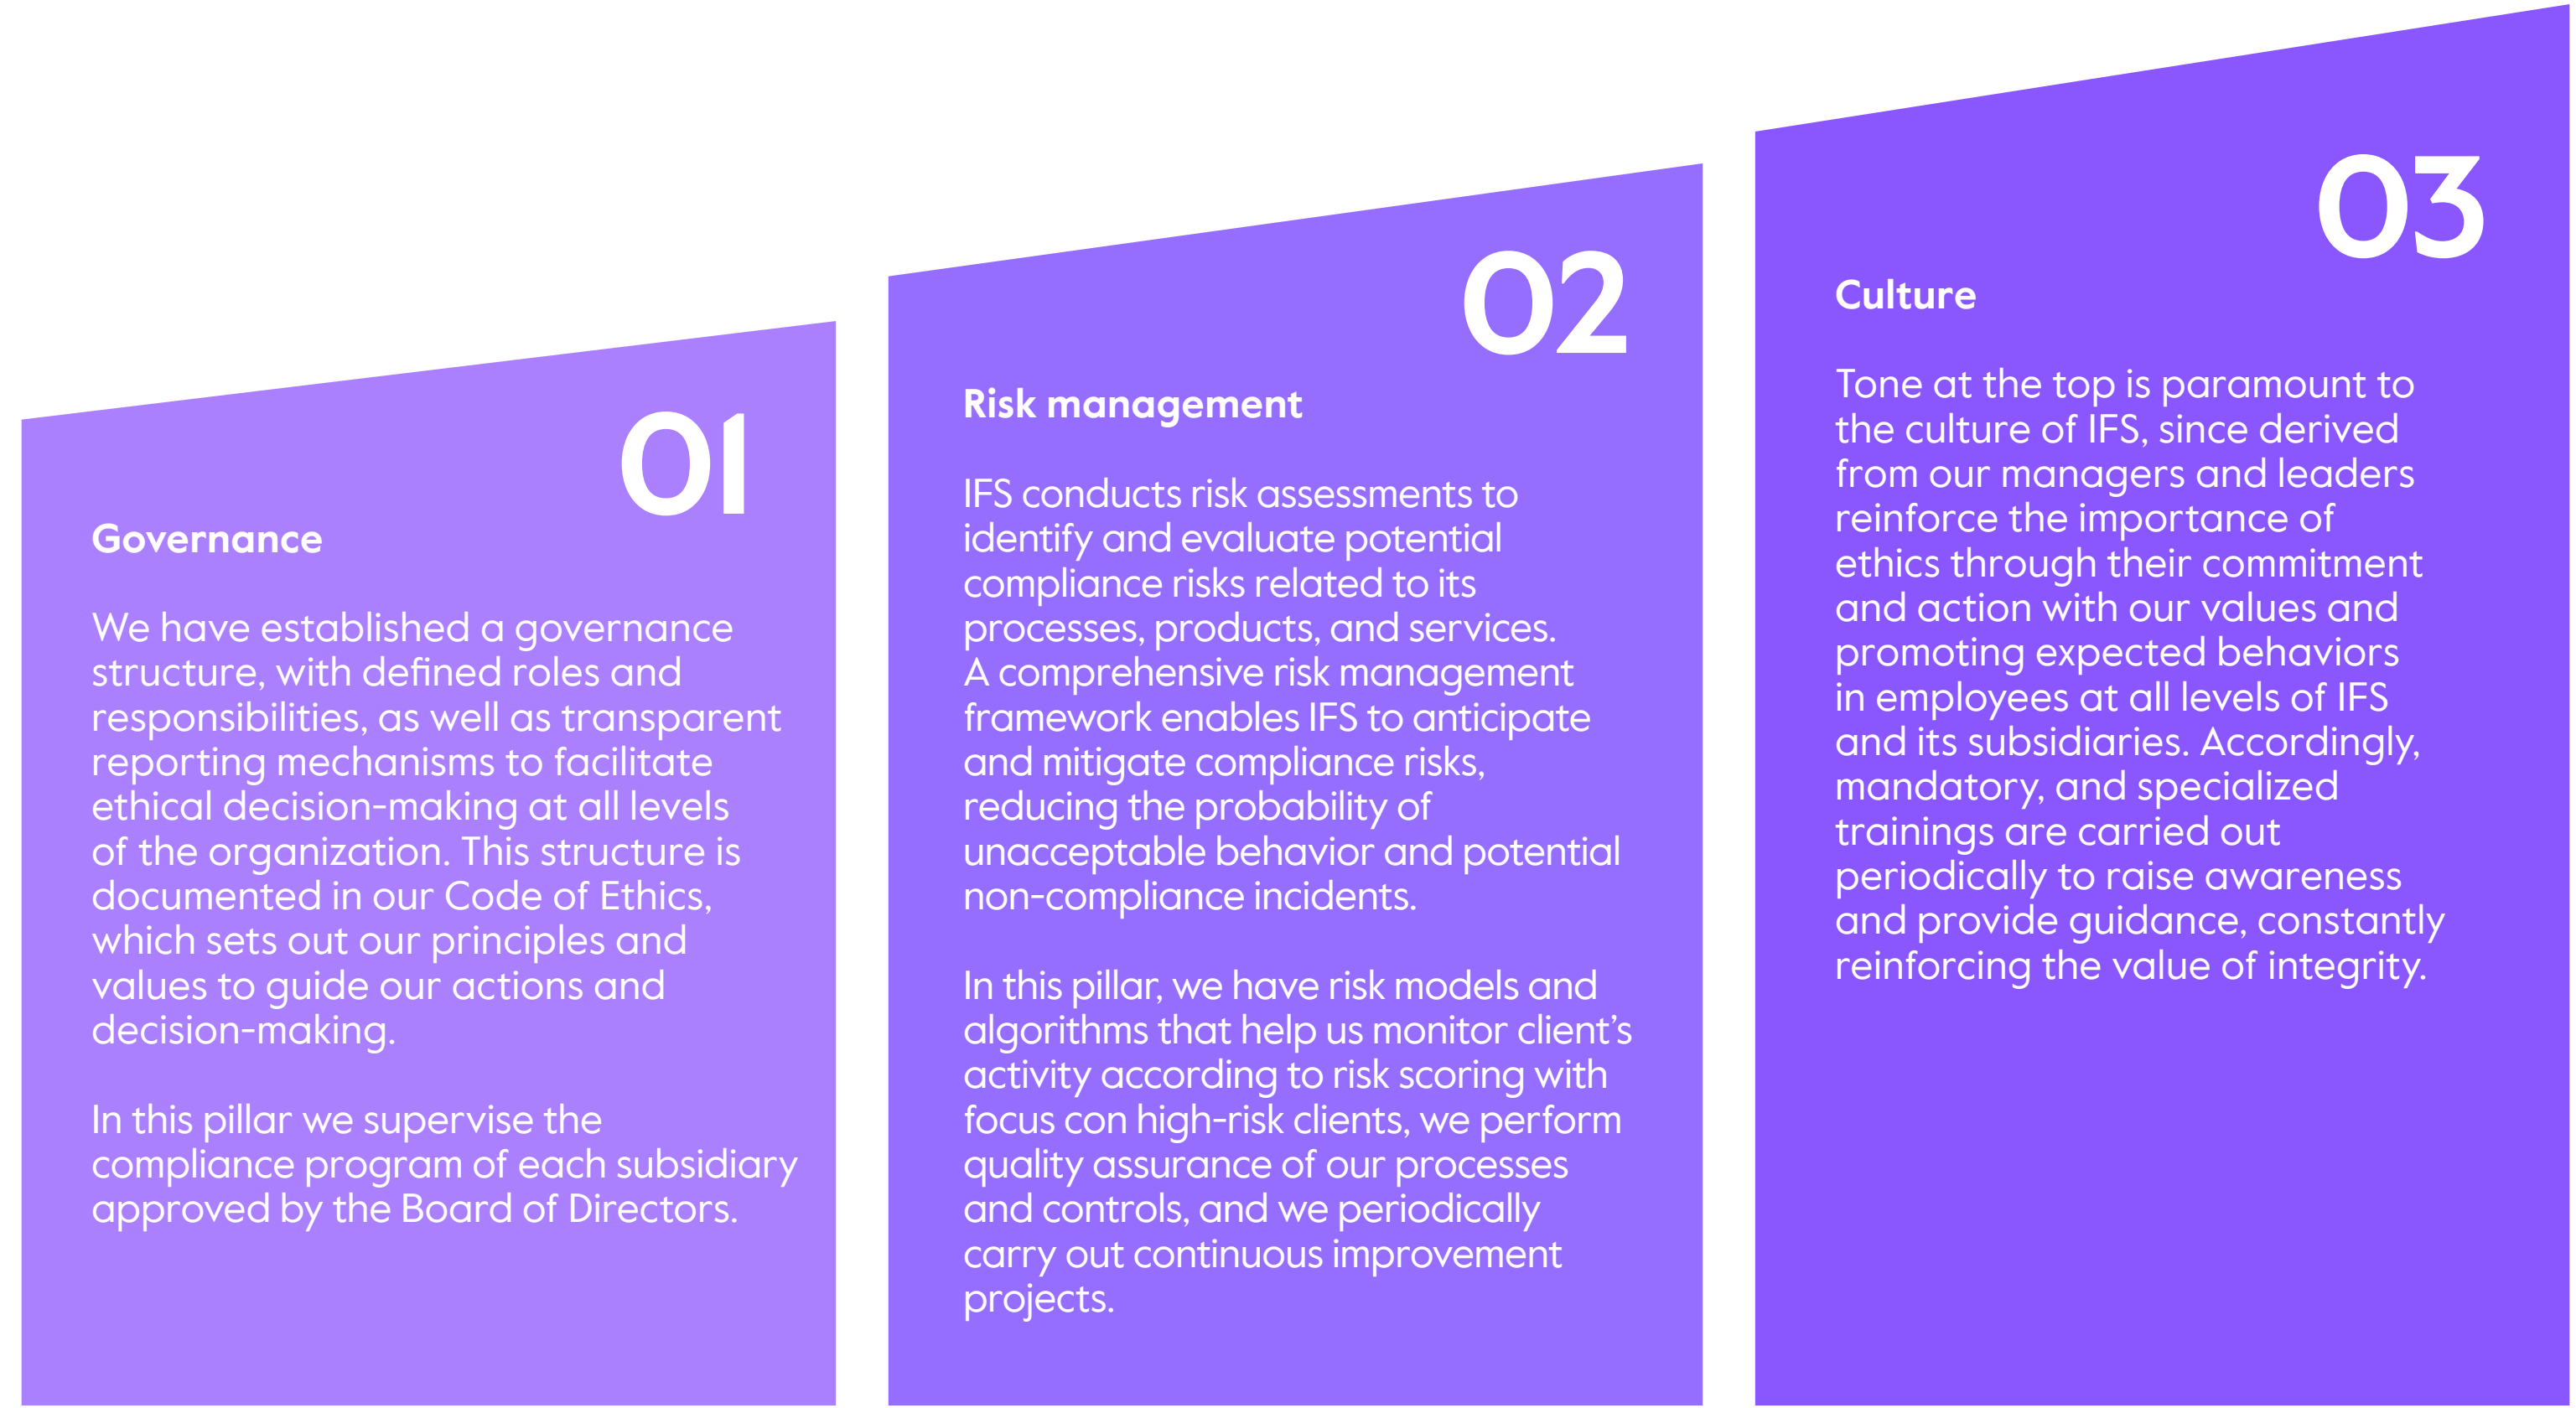 01
Governance
We have established a governance
structure, with defined roles and
responsibilities, as well as transparent
reporting mechanisms to facilitate
ethical decision-making at all levels
of the organization. This structure is
documented in our Code of Ethics,
which sets out our principles and
values to guide our actions and
decision-making.
In this pillar we supervise the
compliance program of each subsidiary
approved by the Board of Directors.
02
Risk management
IFS conducts risk assessments to
identify and evaluate potential
compliance risks related to its
processes, products, and services.
A comprehensive risk management
framework enables IFS to anticipate
and mitigate compliance risks,
reducing the probability of
unacceptable behavior and potential
non-compliance incidents.
In this pillar, we have risk models and
algorithms that help us monitor client’s
activity according to risk scoring with
focus con high-risk clients, we perform
quality assurance of our processes
and controls, and we periodically
carry out continuous improvement
projects.
03
Culture
Tone at the top is paramount to
the culture of IFS, since derived
from our managers and leaders
reinforce the importance of
ethics through their commitment
and action with our values and
promoting expected behaviors
in employees at all levels of IFS
and its subsidiaries. Accordingly,
mandatory, and specialized
trainings are carried out
periodically to raise awareness
and provide guidance, constantly
reinforcing the value of integrity.